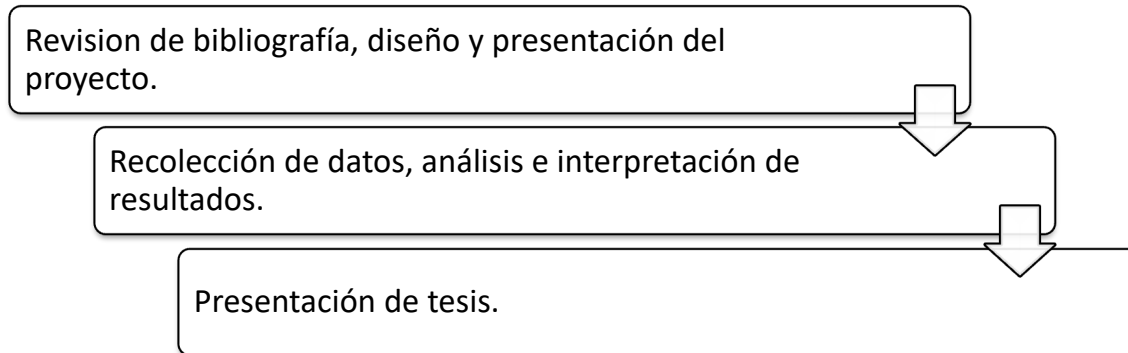 Revision de bibliografía, diseño y presentación del
proyecto.
Recolección de datos, análisis e interpretación de
resultados.
Presentación de tesis.